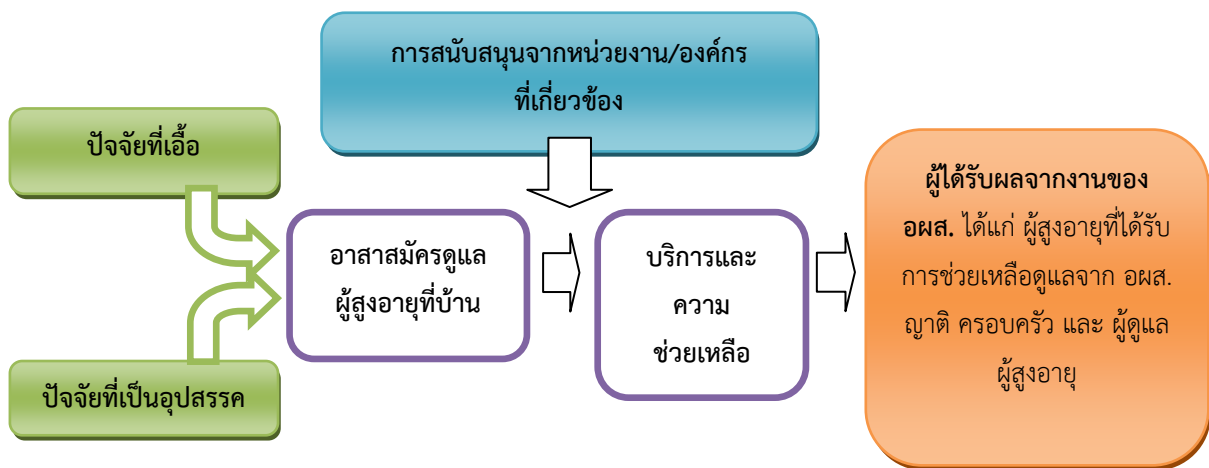 การสนับสนุนจากหน่วยงาน/องค์กร
ที่เกี่ยวข้อง
ปัจจัยที่เอื้อ
ปัจจัยที่เป็นอุปสรรค
อาสาสมัครดูแล
ผู้สูงอายุที่บ้าน
บริการและ
ความ
ช่วยเหลือ
ผู้ได้รับผลจากงานของ
อผส. ได้แก่ ผู้สูงอายุที่ได้รับ
การช่วยเหลือดูแลจาก อผส.
ญาติ ครอบครัว และ ผู้ดูแล
ผู้สูงอายุ